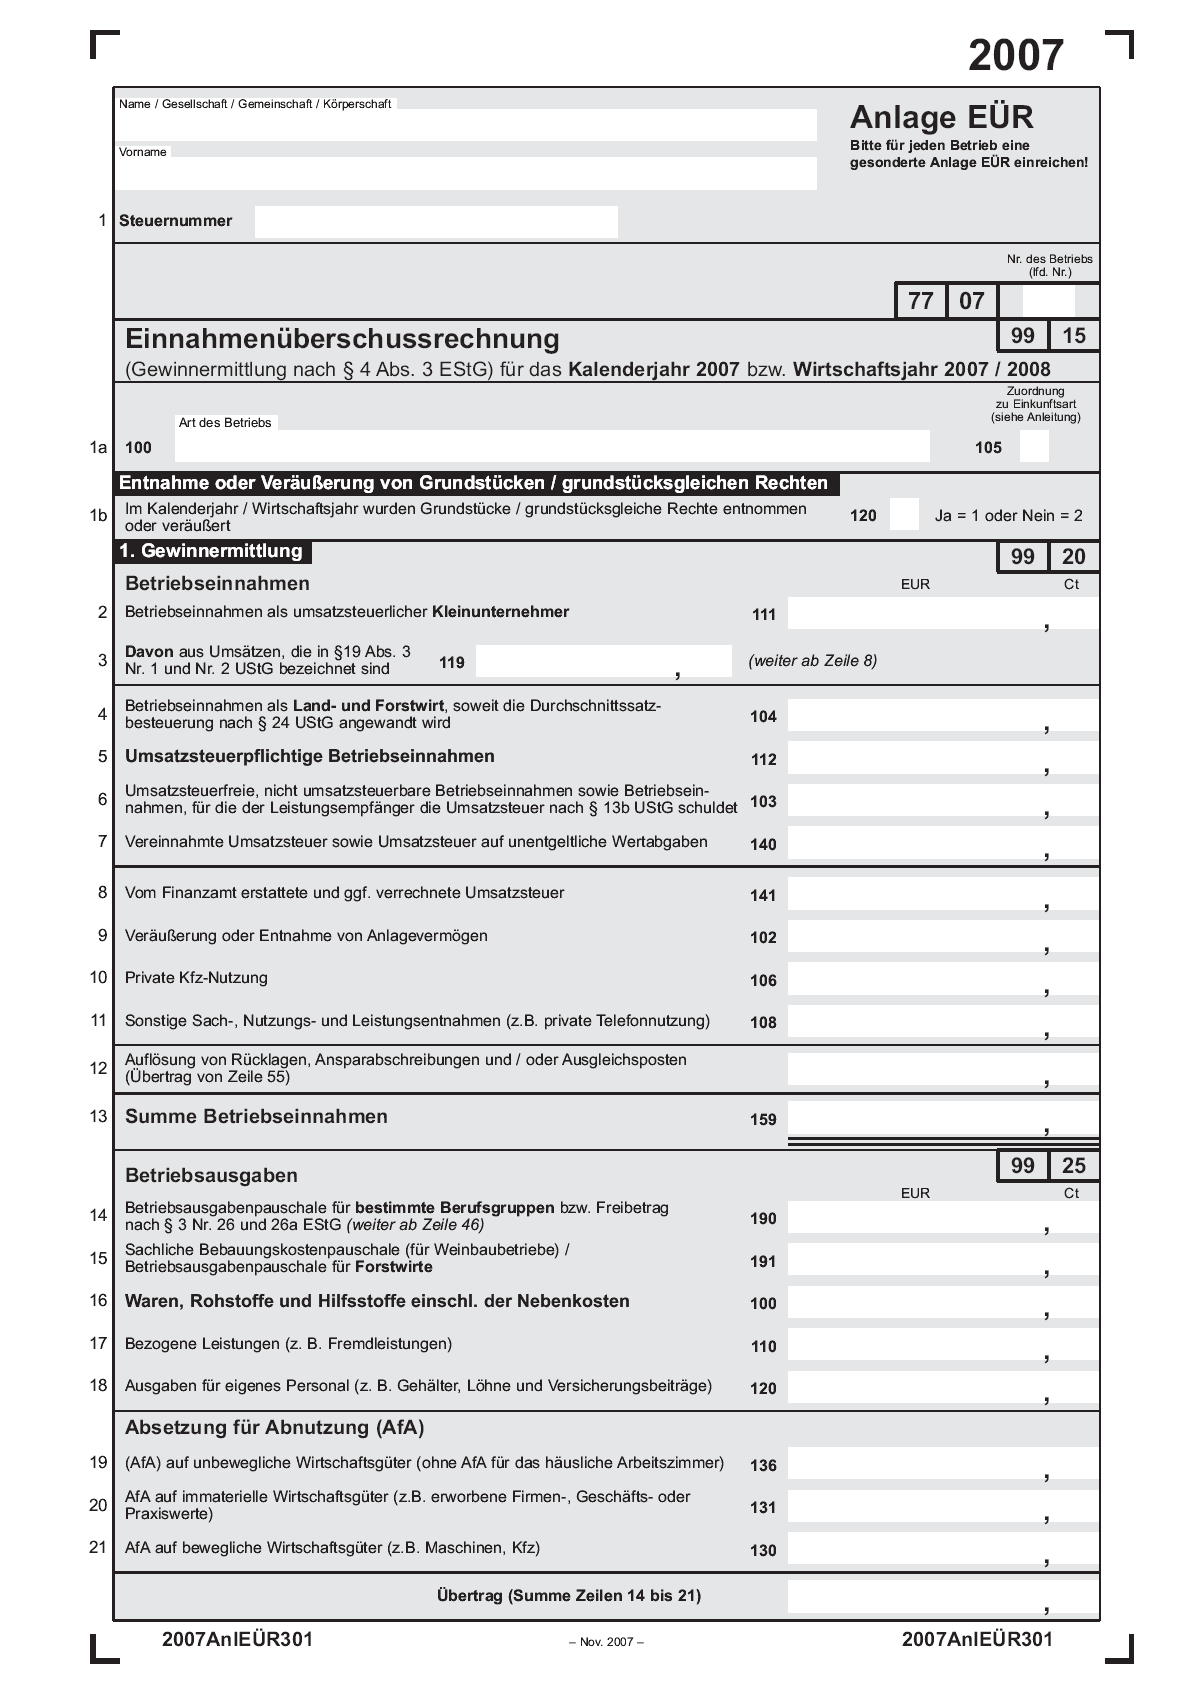 2007
Name / Gesellschaft / Gemeinschaft / Körperschaft
Anlage EÜR
Bitte für jeden Betrieb eine
gesonderte Anlage EÜR einreichen!
Vorname
1 Steuernummer
Nr. des Betriebs
(lfd. Nr.)
77 07
Einnahmenüberschussrechnung 99 15
(Gewinnermittlung nach § 4 Abs. 3 EStG) für das Kalenderjahr 2007 bzw. Wirtschaftsjahr 2007 / 2008
Zuordnung
zu Einkunftsart
(siehe Anleitung)
Art des Betriebs
1a 100 105
Entnahme oder Veräußerung von Grundstücken / grundstücksgleichen Rechten
1b Im Kalenderjahr / Wirtschaftsjahr wurden Grundstücke / grundstücksgleiche Rechte entnommen
oder veräußert 120 Ja = 1 oder Nein = 2
1. Gewinnermittlung 99 20
Betriebseinnahmen EUR Ct
2 Betriebseinnahmen als umsatzsteuerlicher Kleinunternehmer 111 ,
3 Davon aus Umsätzen, die in §19 Abs. 3
Nr. 1 und Nr. 2 UStG bezeichnet sind 119 , (weiter ab Zeile 8)
4 Betriebseinnahmen als Land- und Forstwirt, soweit die Durchschnittssatz-
besteuerung nach § 24 UStG angewandt wird 104 ,
5 Umsatzsteuerpflichtige Betriebseinnahmen 112 ,
6 Umsatzsteuerfreie, nicht umsatzsteuerbare Betriebseinnahmen sowie Betriebsein-
nahmen, für die der Leistungsempfänger die Umsatzsteuer nach § 13b UStG schuldet 103 ,
7 Vereinnahmte Umsatzsteuer sowie Umsatzsteuer auf unentgeltliche Wertabgaben 140 ,
8 Vom Finanzamt erstattete und ggf. verrechnete Umsatzsteuer 141 ,
9 Veräußerung oder Entnahme von Anlagevermögen 102 ,
10 Private Kfz-Nutzung 106 ,
11 Sonstige Sach-, Nutzungs- und Leistungsentnahmen (z.B. private Telefonnutzung) 108 ,
12 Auflösung von Rücklagen, Ansparabschreibungen und / oder Ausgleichsposten
(Übertrag von Zeile 55) ,
13 Summe Betriebseinnahmen 159 ,
Betriebsausgaben 99 25
EUR Ct
14 Betriebsausgabenpauschale für bestimmte Berufsgruppen bzw. Freibetrag
nach § 3 Nr. 26 und 26a EStG (weiter ab Zeile 46) 190 ,
15 Sachliche Bebauungskostenpauschale (für Weinbaubetriebe) /
Betriebsausgabenpauschale für Forstwirte 191 ,
16 Waren, Rohstoffe und Hilfsstoffe einschl. der Nebenkosten 100 ,
17 Bezogene Leistungen (z. B. Fremdleistungen) 110 ,
18 Ausgaben für eigenes Personal (z. B. Gehälter, Löhne und Versicherungsbeiträge) 120 ,
Absetzung für Abnutzung (AfA)
19 (AfA) auf unbewegliche Wirtschaftsgüter (ohne AfA für das häusliche Arbeitszimmer) 136 ,
20 AfA auf immaterielle Wirtschaftsgüter (z.B. erworbene Firmen-, Geschäfts- oder
Praxiswerte) 131 ,
21 AfA auf bewegliche Wirtschaftsgüter (z.B. Maschinen, Kfz) 130 ,
Übertrag (Summe Zeilen 14 bis 21) ,
2007AnlEÜR301 – Nov. 2007 – 2007AnlEÜR301